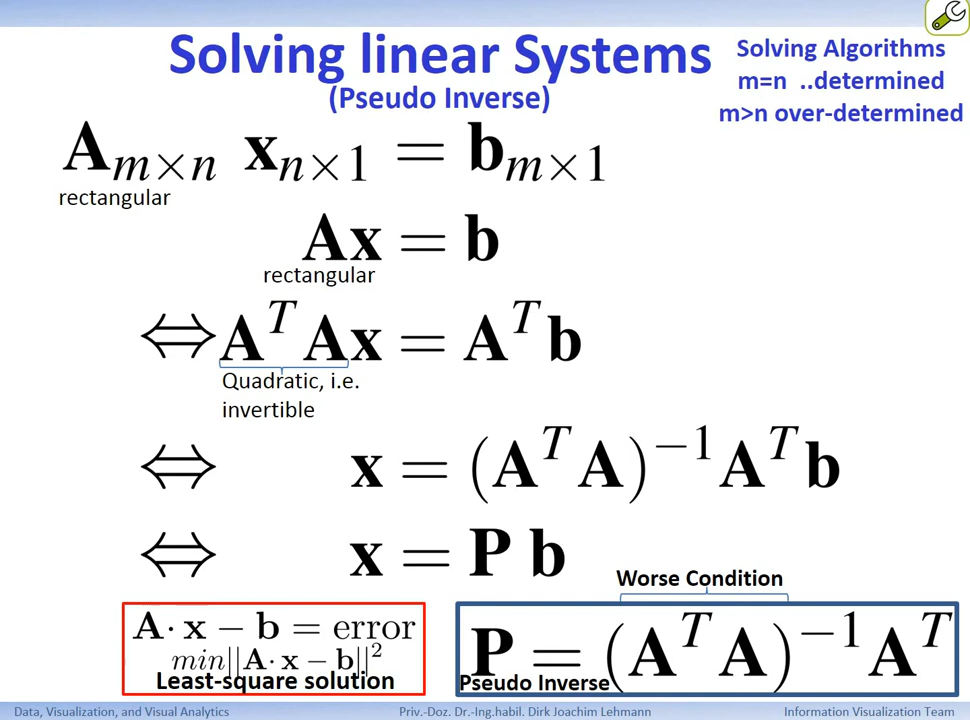 Solving linear Systems
(Pseudo Inverse)
Solving Algorithms
m=n ..determined
m>n over-determined
A_{m×n} x_{n×1} = b_{m×1}
rectangular
Ax = b
rectangular
⇔ A^T Ax = A^T b
Quadratic, i.e.
invertible
⇔ x = (A^T A)^{-1} A^T b
⇔ x = P b
A · x − b = error
min||A · x − b||^2
Least-square solution
Worse Condition
P = (A^T A)^{-1} A^T
Pseudo Inverse
Data, Visualization, and Visual Analytics
Priv.-Doz. Dr.-Ing.habil. Dirk Joachim Lehmann
Information Visualization Team